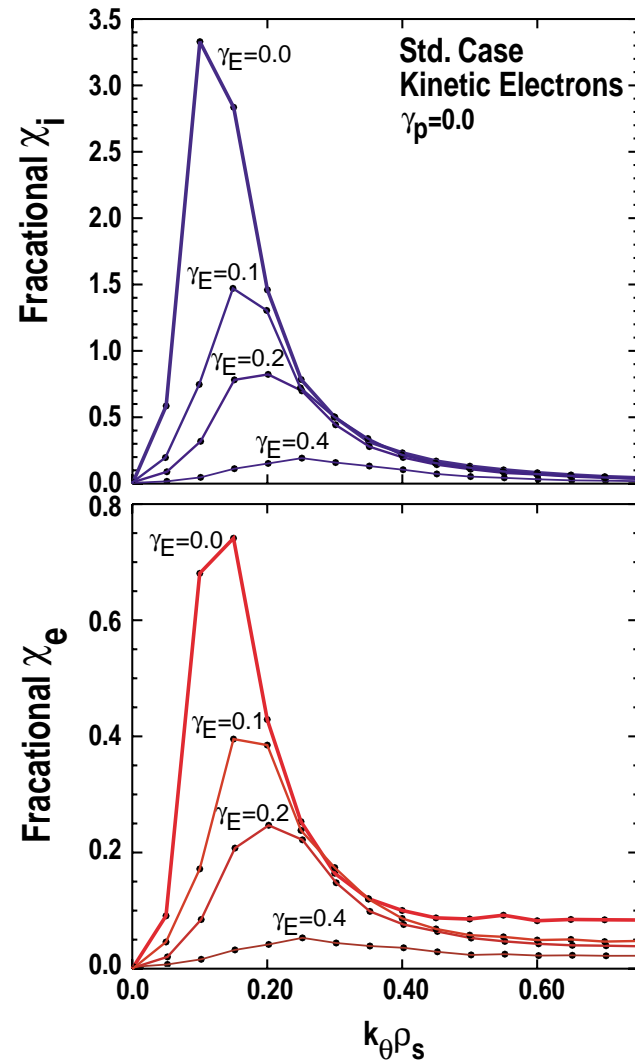 3.5
3.0
2.5
2.0
1.5
1.0
0.5
0.0
Fractional χi
γE=0.0
γE=0.1
γE=0.2
γE=0.4
Std. Case
Kinetic Electrons
γp=0.0
0.8
0.6
0.4
0.2
0.0
Fracational χe
γE=0.0
γE=0.1
γE=0.2
γE=0.4
0.0
0.20
0.40
0.60
kθρs